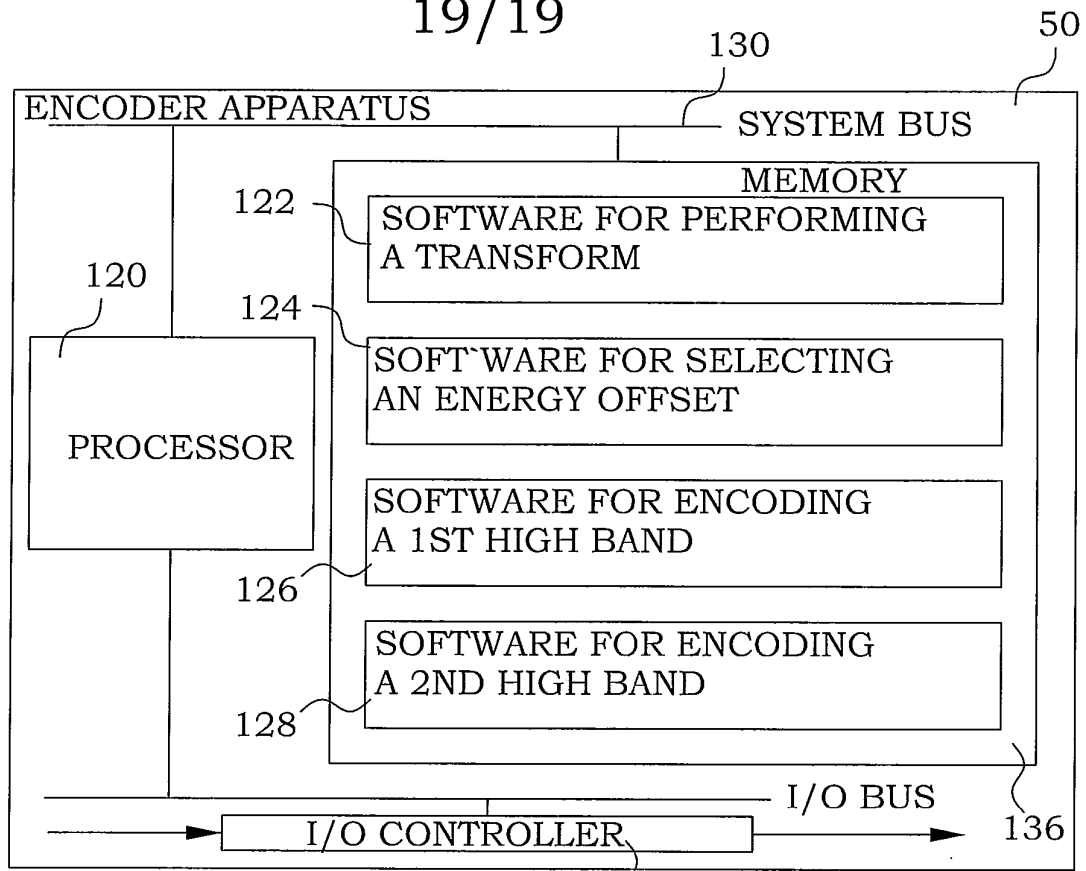 19/19
50
130
ENCODER APPARATUS
SYSTEM BUS
MEMORY
122
SOFTWARE FOR PERFORMING
A TRANSFORM
120
124
SOFT`WARE FOR SELECTING
AN ENERGY OFFSET
PROCESSOR
SOFTWARE FOR ENCODING
A 1ST HIGH BAND
126
SOFTWARE FOR ENCODING
A 2ND HIGH BAND
128
I/O BUS
136
I/O CONTROLLER